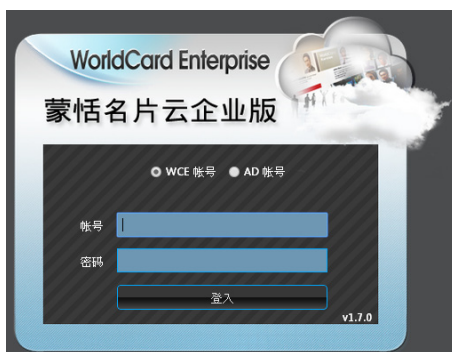 WorldCard Enterprise
蒙恬名片云企业版
WCE 帐号 AD 帐号
帐号
密码
登入
v1.7.0